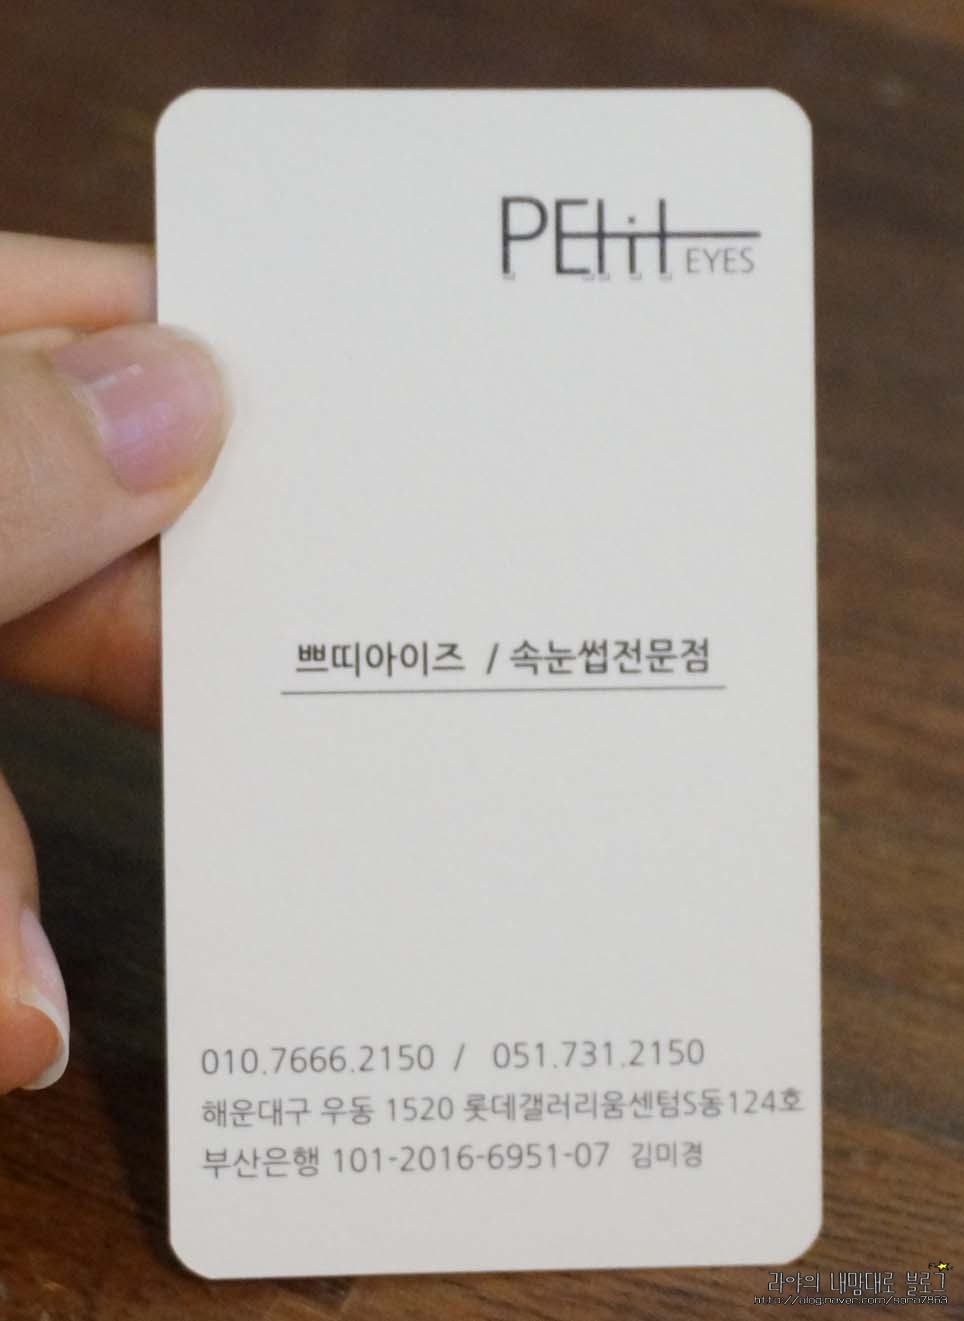 PEtit EYES
쁘띠아이즈 / 속눈썹전문점
010.7666.2150 / 051.731.2150
해운대구 우동 1520 롯데갤러리움센텀S동124호
부산은행 101-2016-6951-07 김미경
라야의 내맘대로 블로그